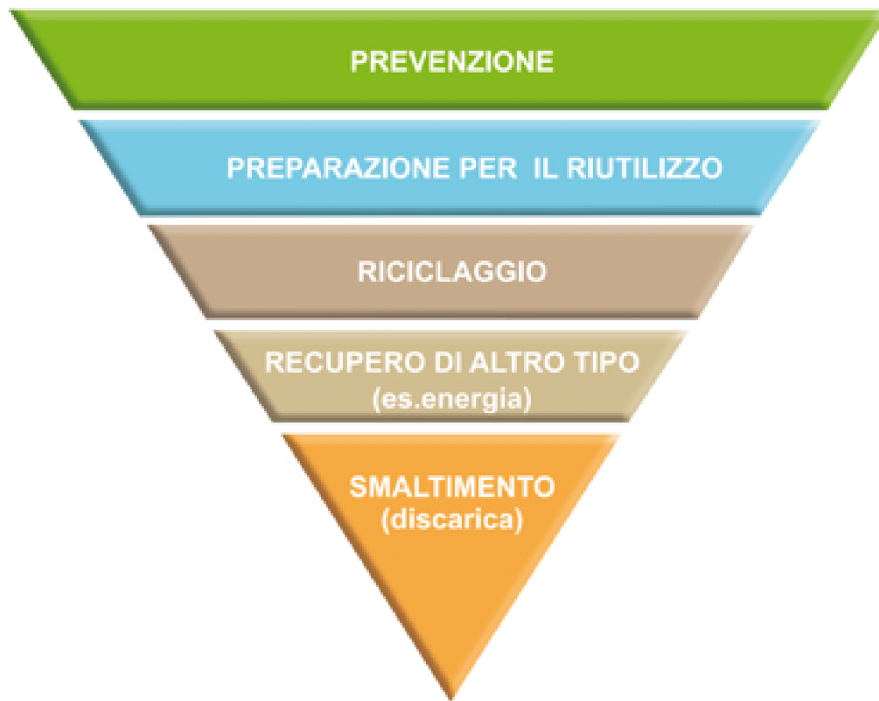 PREVENZIONE
PREPARAZIONE PER IL RIUTILIZZO
RICICLAGGIO
RECUPERO DI ALTRO TIPO
(es.energia)
SMALTIMENTO
(discarica)